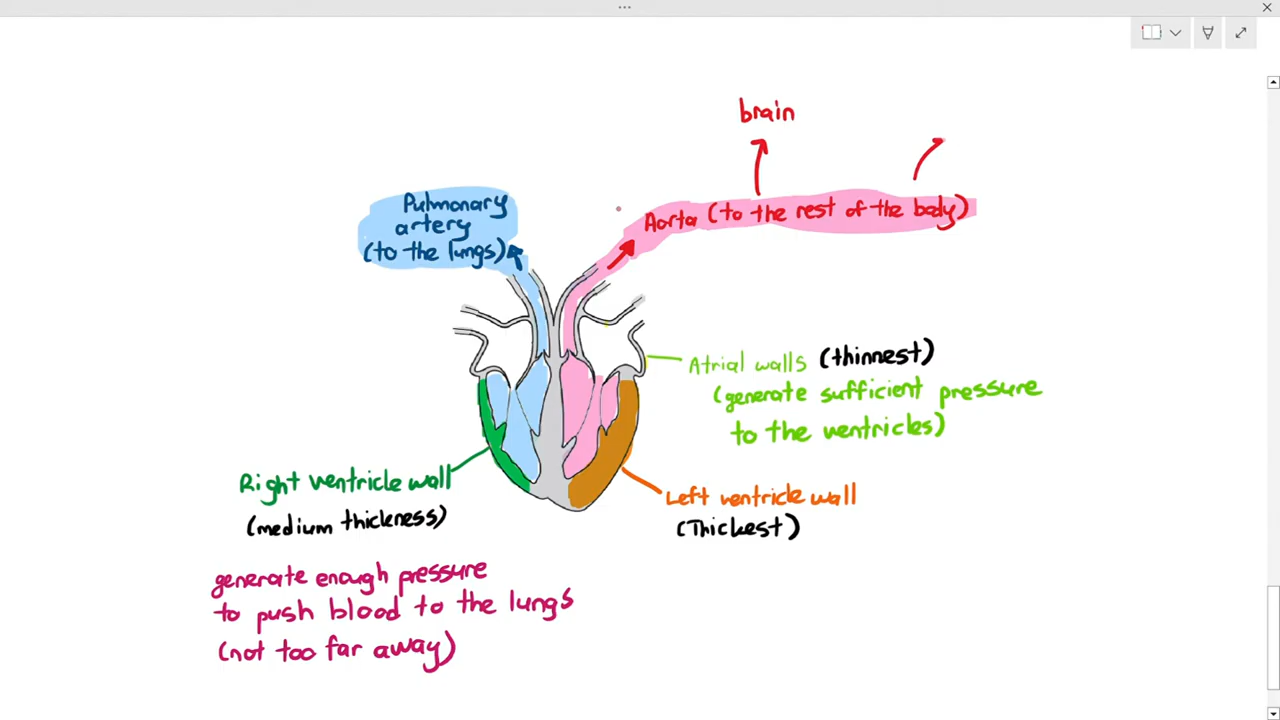 brain
Pulmonary
artery
(to the lungs)
Aorta (to the rest of the body)
Atrial walls (thinnest)
(generate sufficient pressure
to the ventricles)
Right ventricle wall
(medium thickness)
Left ventricle wall
(Thickest)
generate enough pressure
to push blood to the lungs
(not too far away)